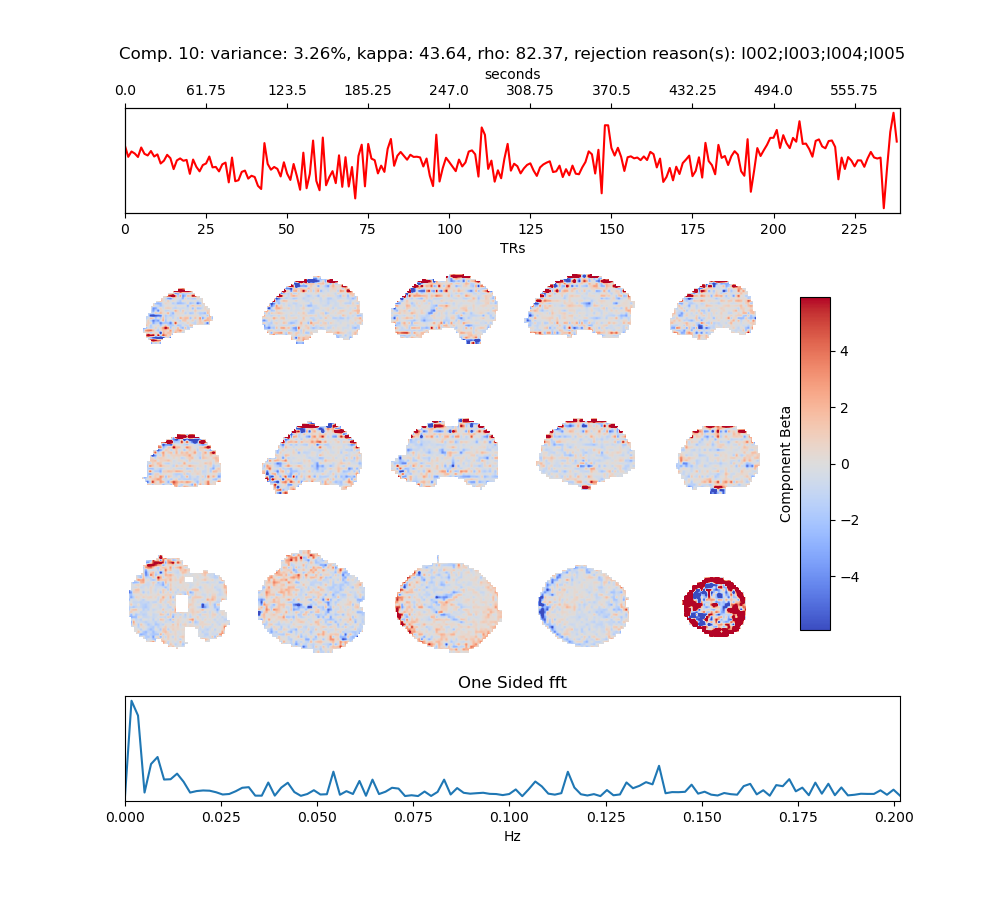 Comp. 10: variance: 3.26%, kappa: 43.64, rho: 82.37, rejection reason(s): I002;I003;I004;I005
seconds
0.0 61.75 123.5 185.25 247.0 308.75 370.5 432.25 494.0 555.75
0 25 50 75 100 125 150 175 200 225
TRs
4
2
0
−2
−4
Component Beta
One Sided fft
0.000 0.025 0.050 0.075 0.100 0.125 0.150 0.175 0.200
Hz